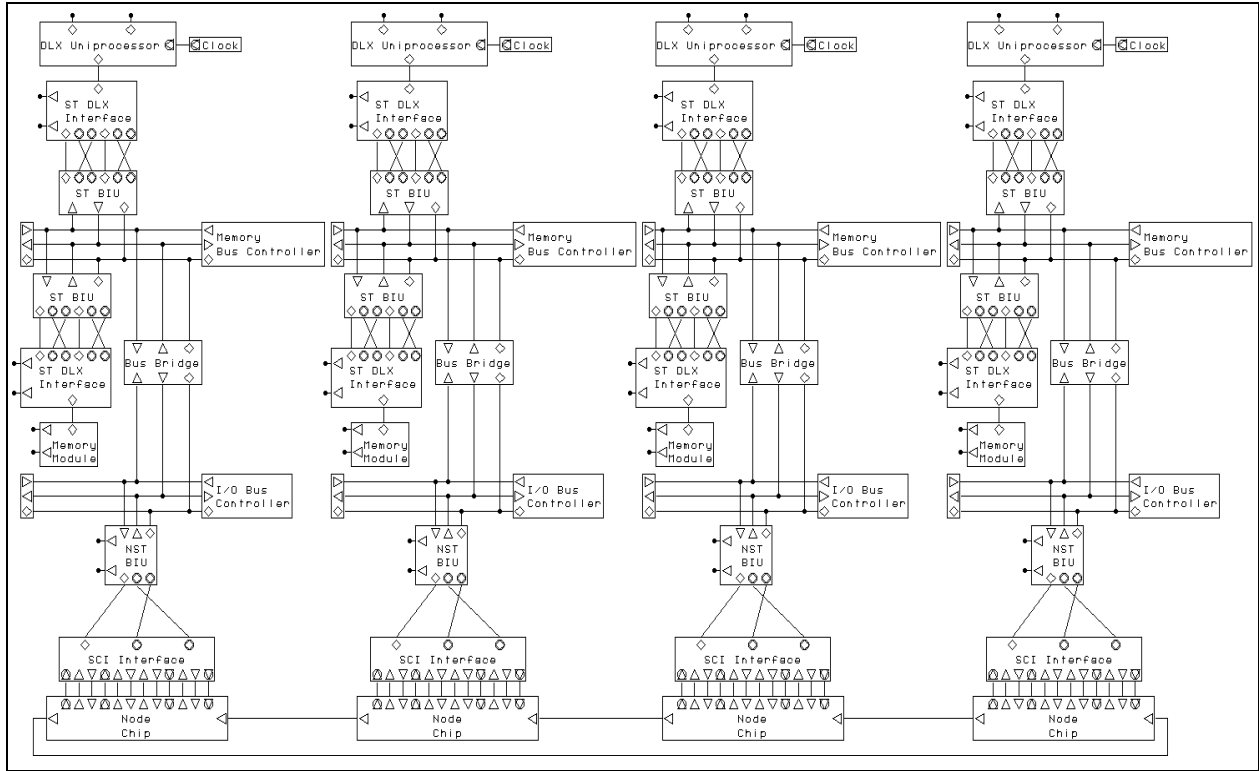 DLX Uniprocessor Clock DLX Uniprocessor Clock DLX Uniprocessor Clock DLX Uniprocessor Clock
ST DLX ST DLX ST DLX ST DLX
Interface Interface Interface Interface
ST BIU ST BIU ST BIU ST BIU
Memory Memory Memory Memory
Bus Controller Bus Controller Bus Controller Bus Controller
ST BIU ST BIU ST BIU ST BIU
Bus Bridge Bus Bridge Bus Bridge Bus Bridge
ST DLX ST DLX ST DLX ST DLX
Interface Interface Interface Interface
Memory Memory Memory Memory
Module Module Module Module
I/O Bus I/O Bus I/O Bus I/O Bus
Controller Controller Controller Controller
NST NST NST NST
BIU BIU BIU BIU
SCI Interface SCI Interface SCI Interface SCI Interface
Node Node Node Node
Chip Chip Chip Chip